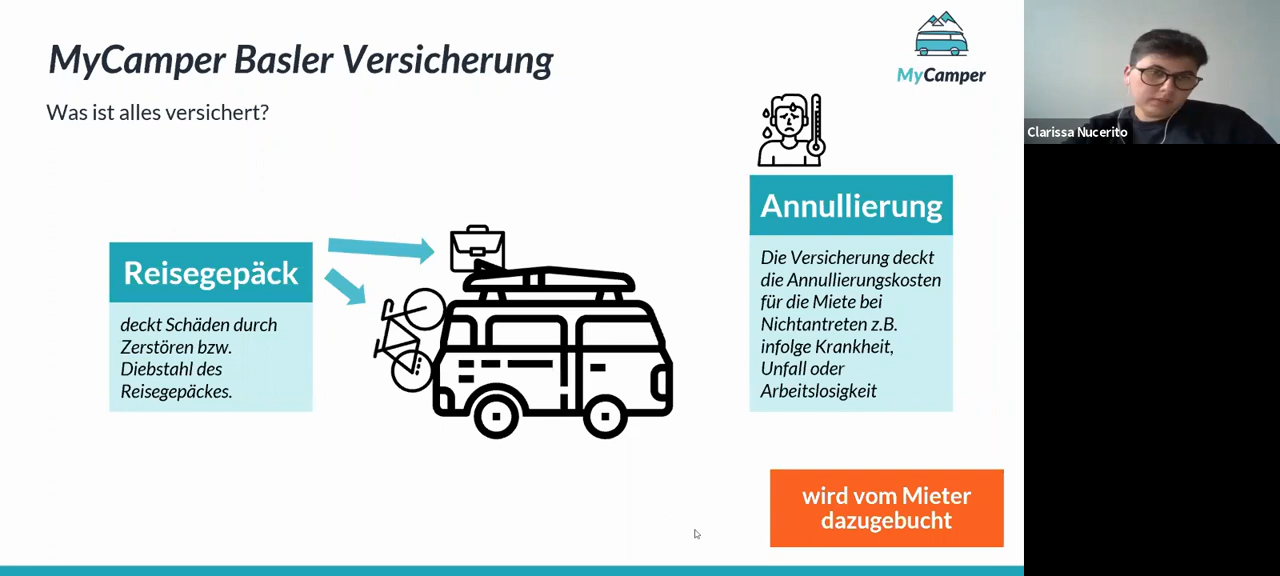 MyCamper Basler Versicherung
Was ist alles versichert?
MyCamper
Clarissa Nucerito
Reisegepäck
deckt Schäden durch
Zerstören bzw.
Diebstahl des
Reisegepäckes.
Annullierung
Die Versicherung deckt
die Annullierungskosten
für die Miete bei
Nichtantreten z.B.
infolge Krankheit,
Unfall oder
Arbeitslosigkeit
wird vom Mieter
dazugebucht